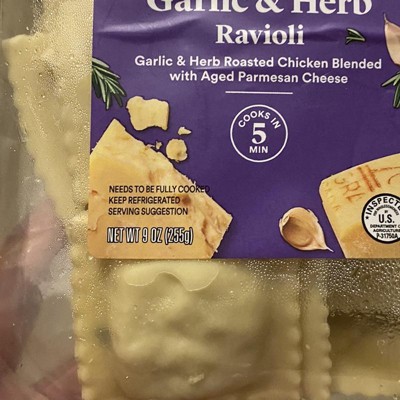 Garlic & Herb
Ravioli
Garlic & Herb Roasted Chicken Blended
with Aged Parmesan Cheese
COOKS IN
5
MIN
NEEDS TO BE FULLY COOKED
KEEP REFRIGERATED
SERVING SUGGESTION
NET WT 9 OZ (255g)
INSPECTED
U.S.
DEPARTMENT OF
AGRICULTURE
P-31750A